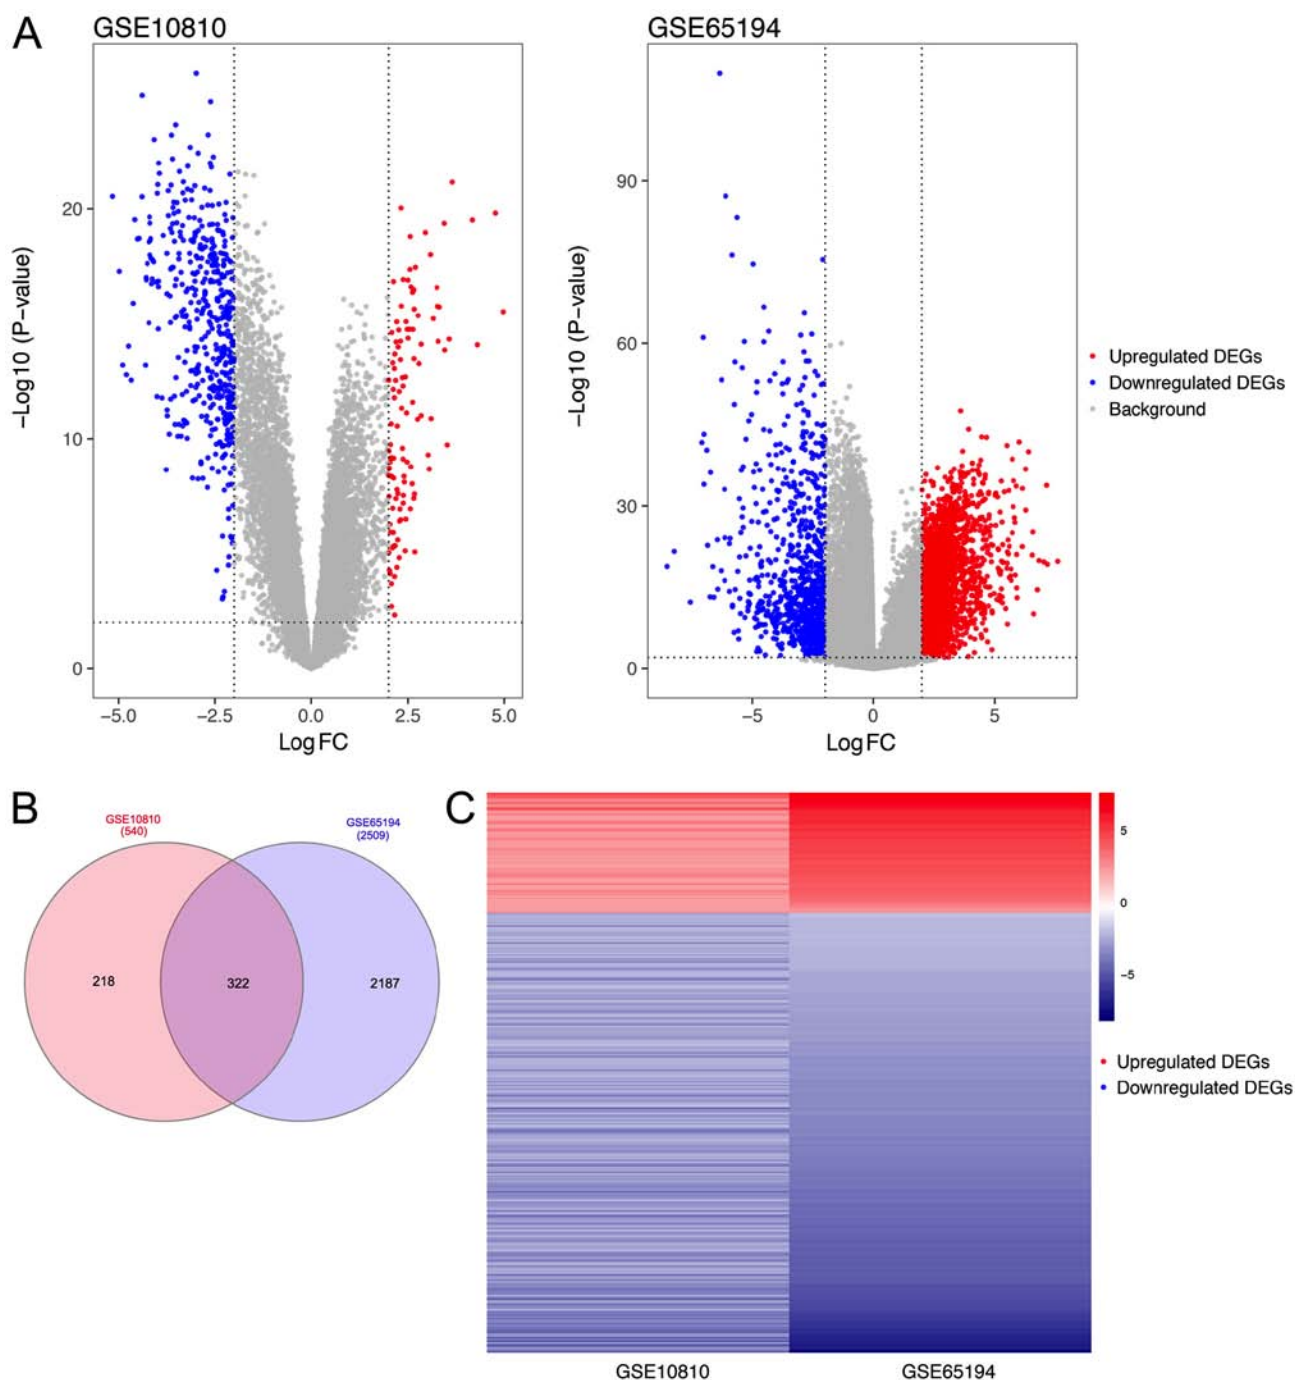 A
GSE10810
GSE65194
−Log10 (P−value)
20
10
0
−5.0
−2.5
0.0
2.5
5.0
Log FC
−Log10 (P−value)
90
60
30
0
−5
0
5
Log FC
Upregulated DEGs
Downregulated DEGs
Background
B
GSE10810
(540)
GSE65194
(2509)
218
322
2187
C
5
0
−5
Upregulated DEGs
Downregulated DEGs
GSE10810
GSE65194